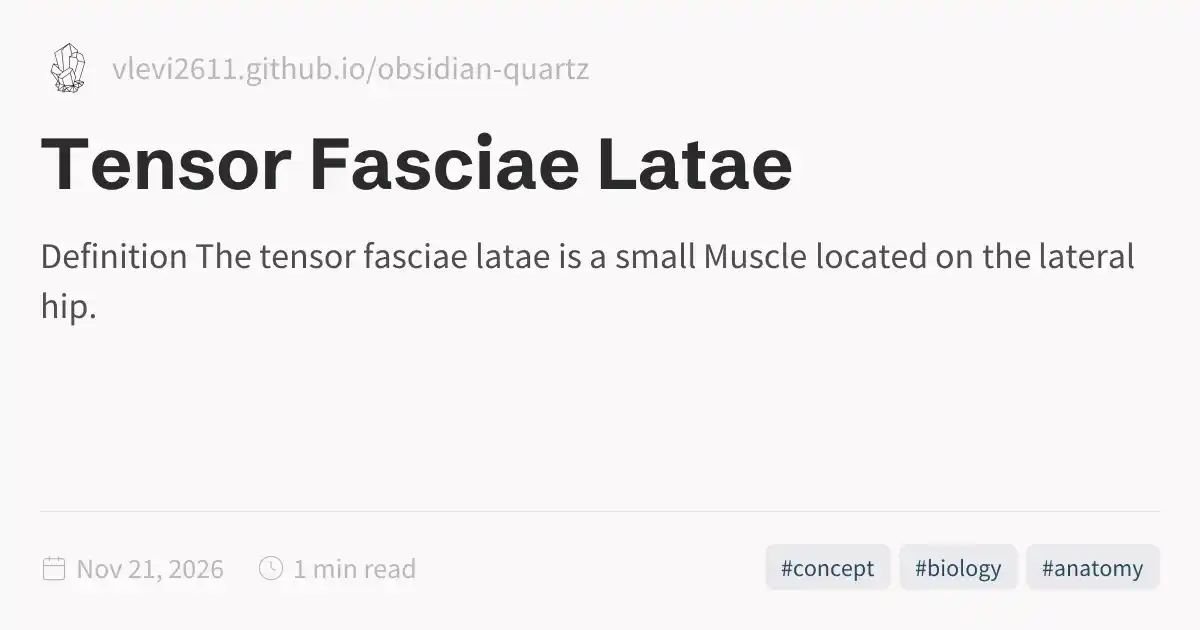 vlevi2611.github.io/obsidian-quartz
Tensor Fasciae Latae
Definition The tensor fasciae latae is a small Muscle located on the lateral
hip.
Nov 21, 2026 1 min read #concept #biology #anatomy